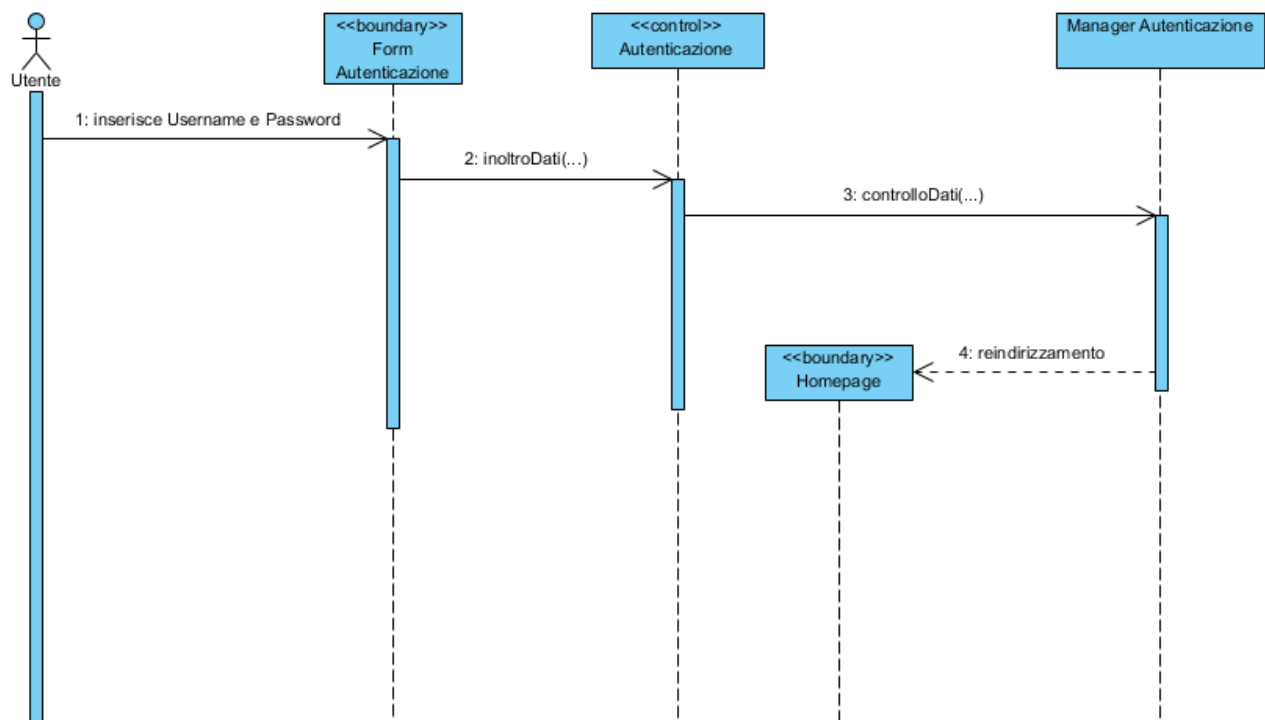 <<boundary>>
Form
Autenticazione
<<control>>
Autenticazione
Manager Autenticazione
Utente
1: inserisce Username e Password
2: inoltroDati(...)
3: controlloDati(...)
<<boundary>>
Homepage
4: reindirizzamento